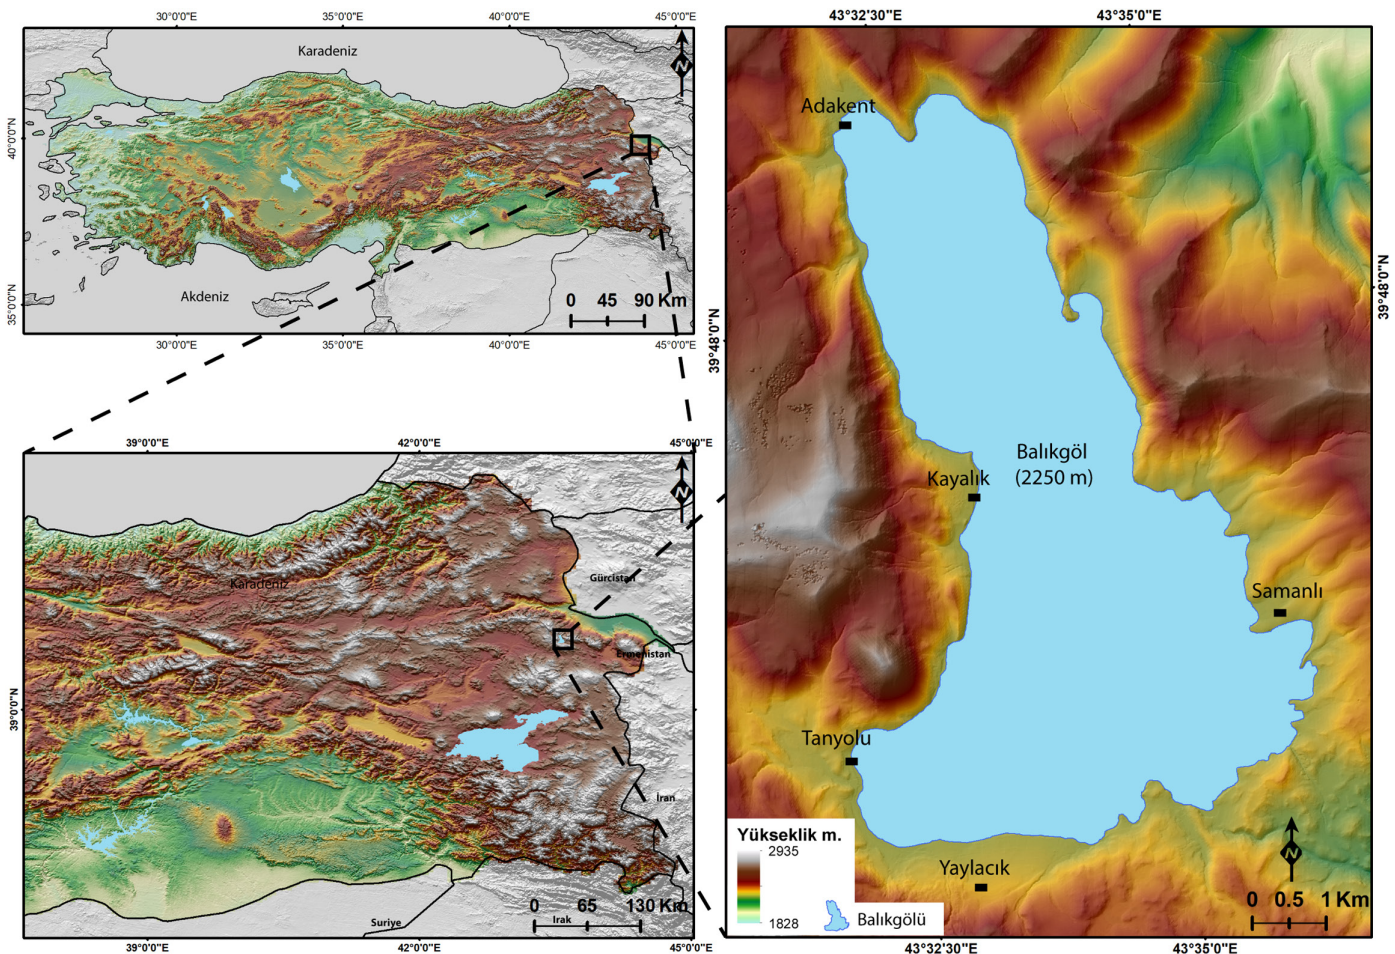 30°0'0"E 35°0'0"E 40°0'0"E 45°0'0"E
Karadeniz
N
40°0'0"N
35°0'0"N
Akdeniz
0 45 90 Km
30°0'0"E 35°0'0"E 40°0'0"E 45°0'0"E
39°0'0"E 42°0'0"E 45°0'0"E
N
Karadeniz
Gürcistan
Ermenistan
39°0'0"N
İran
0 65 130 Km
Irak
Suriye
39°0'0"E 42°0'0"E 45°0'0"E
43°32'30"E 43°35'0"E
Adakent
39°48'0"N
39°48'0"N
Balıkgöl
(2250 m)
Kayalık
Samanlı
Tanyolu
Yaylacık
Yükseklik m.
2935
1828
Balıkgölü
N
0 0.5 1 Km
43°32'30"E 43°35'0"E